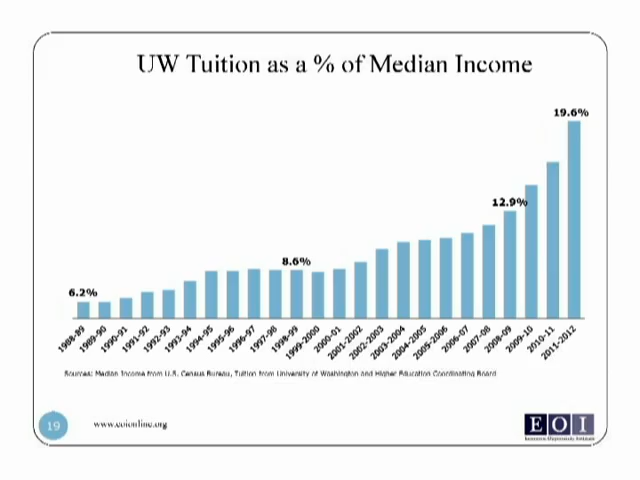 UW Tuition as a % of Median Income
19.6%
12.9%
8.6%
6.2%
1988-89 1989-90 1990-91 1991-92 1992-93 1993-94 1994-95 1995-96 1996-97 1997-98 1998-99 1999-2000 2000-01 2001-2002 2002-2003 2003-2004 2004-2005 2005-2006 2006-07 2007-08 2008-09 2009-10 2010-11 2011-2012
Sources: Median Income from U.S. Census Bureau, Tuition from University of Washington and Higher Education Coordinating Board
19
www.eoionline.org
EOI
Economic Opportunity Institute